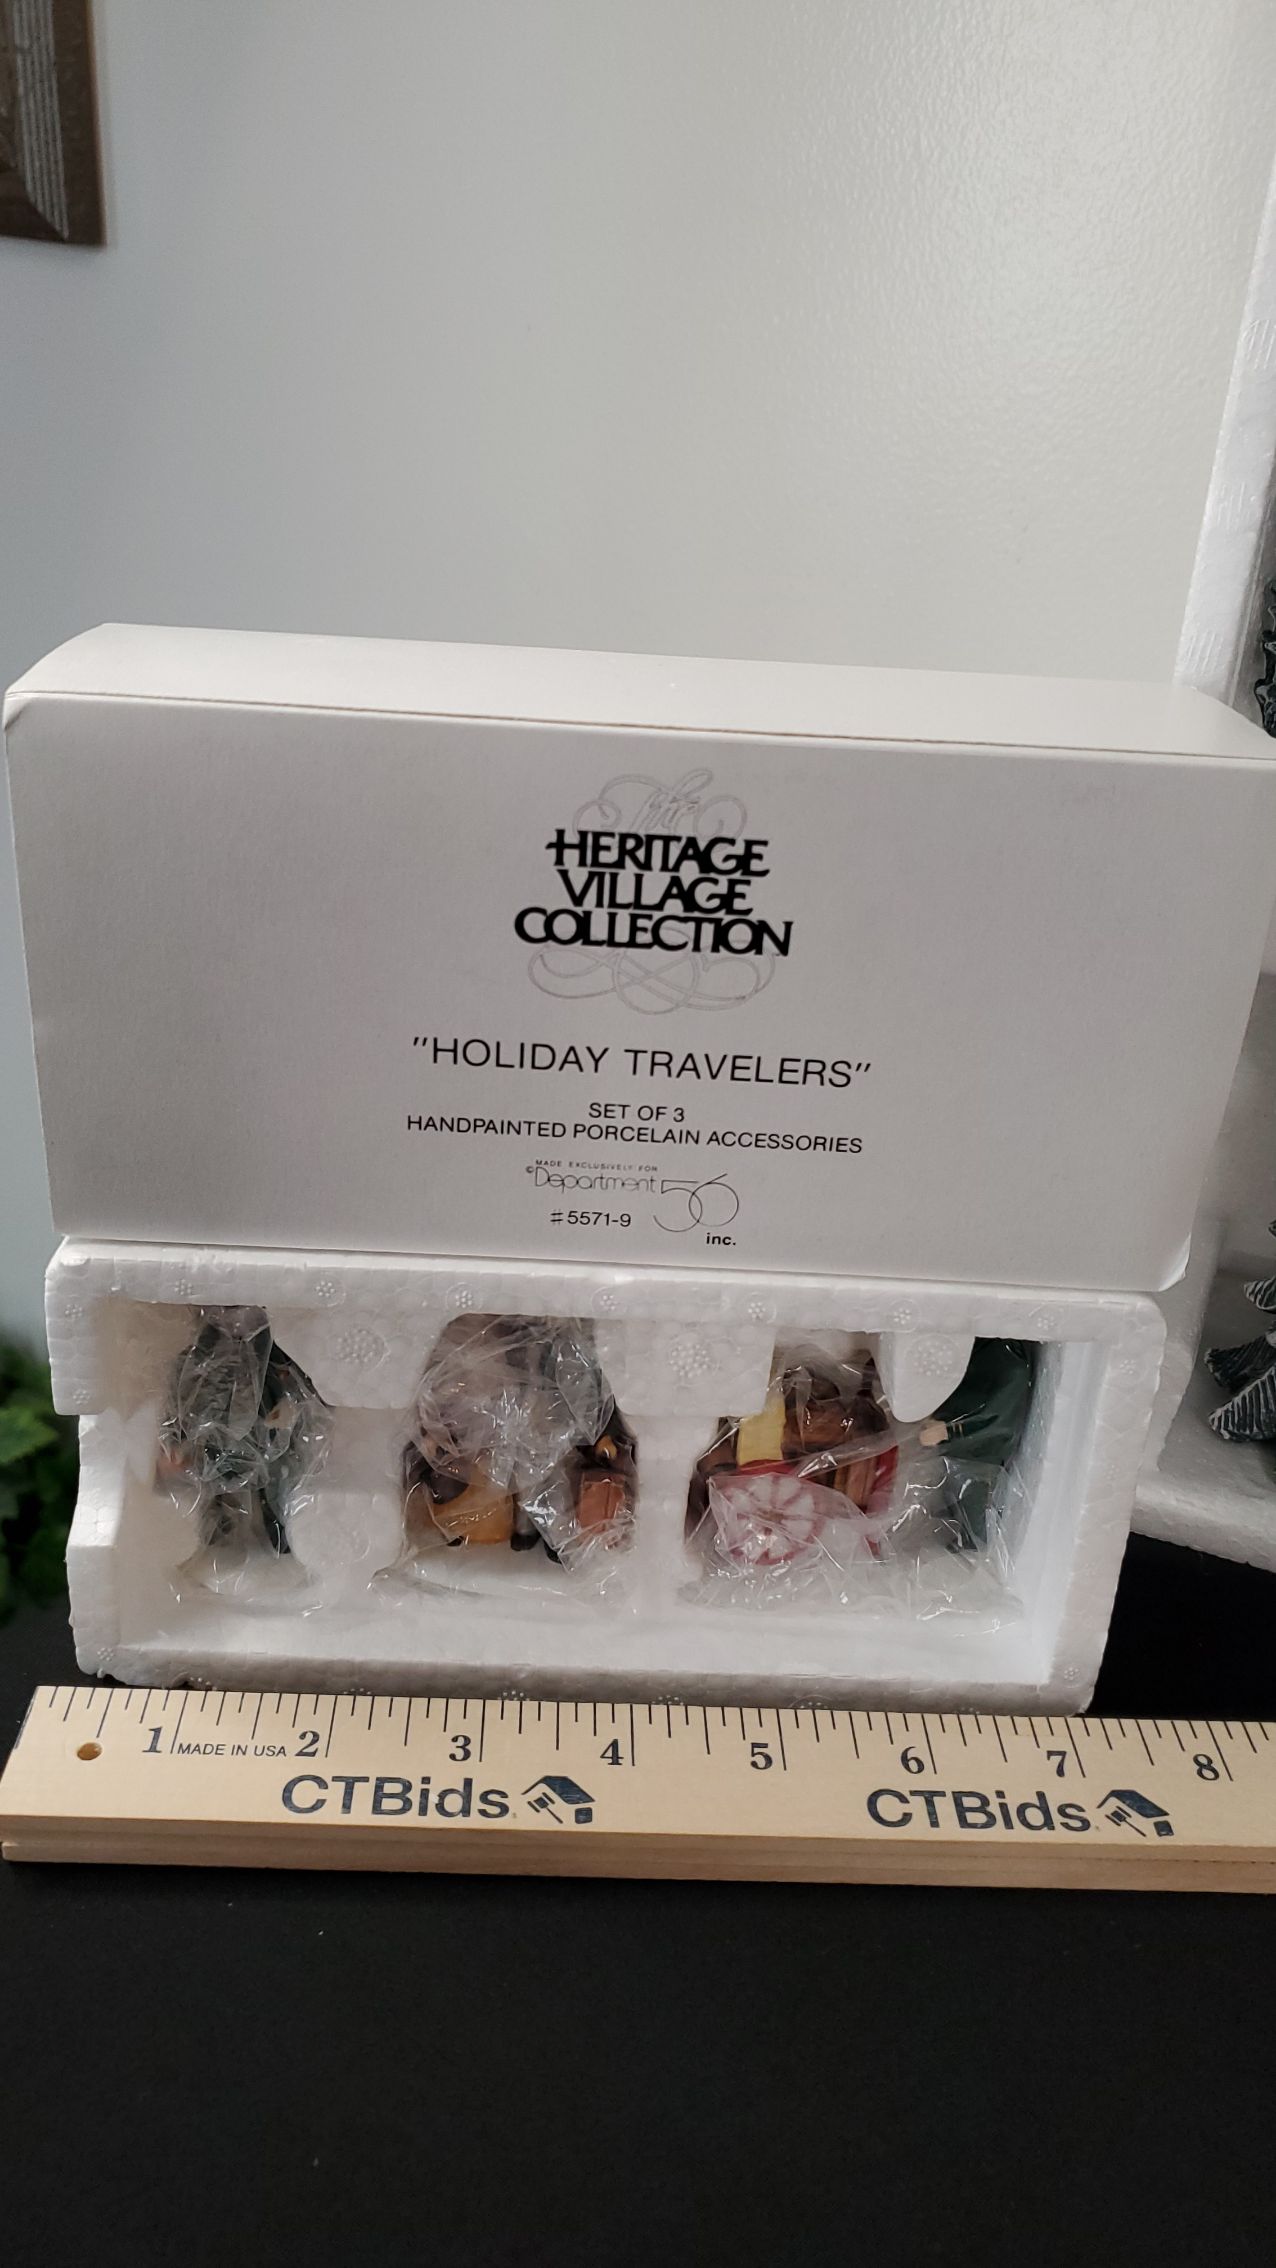 The
HERITAGE
VILLAGE
COLLECTION
"HOLIDAY TRAVELERS"
SET OF 3
HANDPAINTED PORCELAIN ACCESSORIES
MADE EXCLUSIVELY FOR
©Department 56
#5571-9
inc.
1 MADE IN USA 2 3 4 5 6 7 8
CTBids CTBids